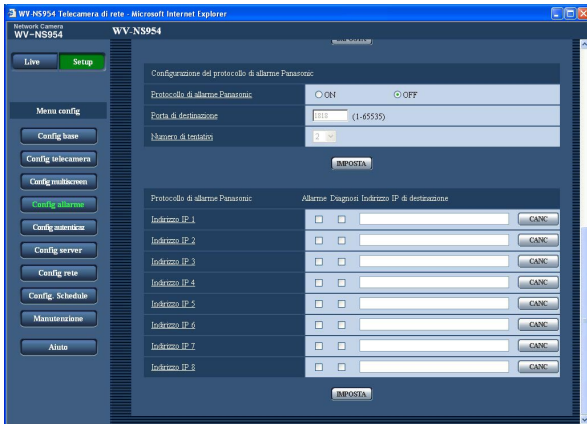 WV-NS954 Telecamera di rete - Microsoft Internet Explorer
Network Camera
WV-NS954
WV-NS954
Live
Setup
Menu config
Config base
Config telecamera
Config multiscreen
Config allarme
Config autenticaz
Config server
Config rete
Config. Schedule
Manutenzione
Aiuto
Configurazione del protocollo di allarme Panasonic
Protocollo di allarme Panasonic ON OFF
Porta di destinazione 1818 (1-65535)
Numero di tentativi 2
IMPOSTA
Protocollo di allarme Panasonic Allarme Diagnosi Indirizzo IP di destinazione
Indirizzo IP 1 CANC
Indirizzo IP 2 CANC
Indirizzo IP 3 CANC
Indirizzo IP 4 CANC
Indirizzo IP 5 CANC
Indirizzo IP 6 CANC
Indirizzo IP 7 CANC
Indirizzo IP 8 CANC
IMPOSTA